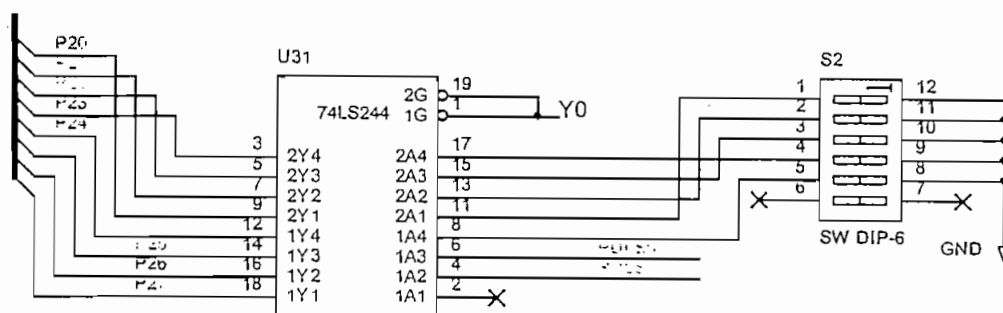 P20
P23
P24
P26
U31
74LS244
2G
1G
19
1
Y0
3
5
7
9
12
14
16
18
2Y4
2Y3
2Y2
2Y1
1Y4
1Y3
1Y2
1Y1
2A4
2A3
2A2
2A1
1A4
1A3
1A2
1A1
17
15
13
11
8
6
4
2
S2
1
2
3
4
5
6
12
11
10
9
8
7
SW DIP-6
GND